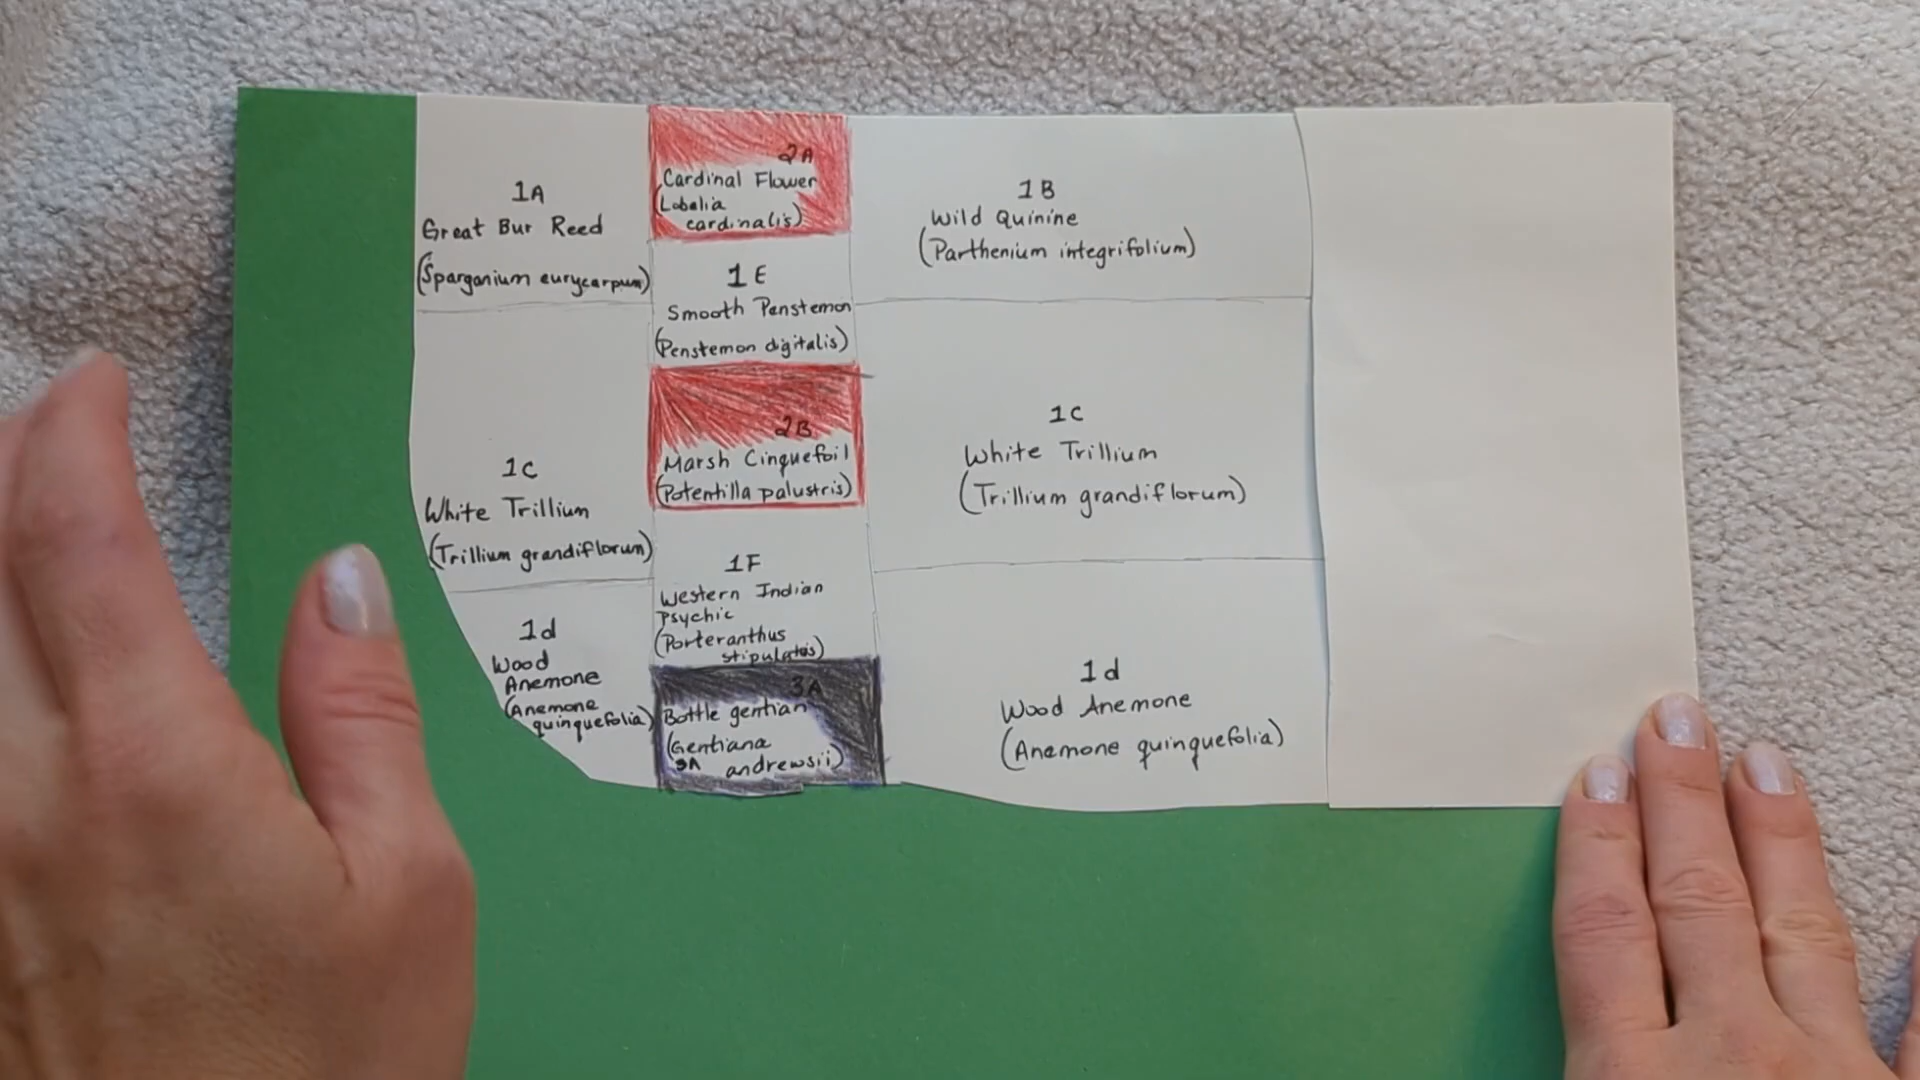 1A
Great Bur Reed
(Sparganium eurycarpum)
1c
White Trillium
(Trillium grandiflorum)
1d
Wood
Anemone
(Anemone
quinquefolia)
2A
Cardinal Flower
(Lobelia
cardinalis)
1E
Smooth Penstemon
(Penstemon digitalis)
2B
Marsh Cinquefoil
(Potentilla palustris)
1F
Western Indian
Psychic
(Porteranthus
stipulatus)
3A
Bottle gentian
(Gentiana
3A andrewsii)
1B
Wild Quinine
(Parthenium integrifolium)
1C
White Trillium
(Trillium grandiflorum)
1d
Wood Anemone
(Anemone quinquefolia)